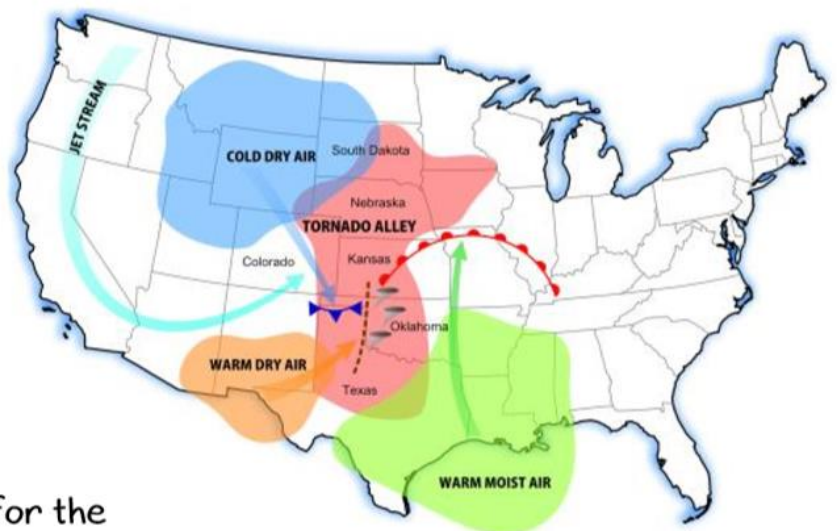 JET STREAM
COLD DRY AIR
South Dakota
Nebraska
TORNADO ALLEY
Colorado
Kansas
Oklahoma
WARM DRY AIR
Texas
WARM MOIST AIR
for the